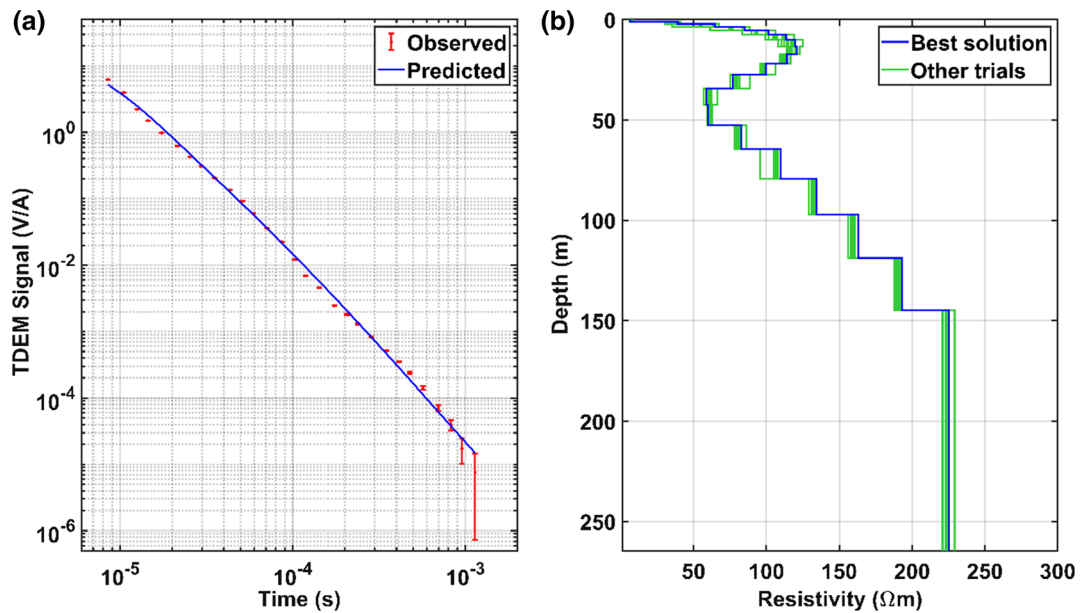 (a)
Observed
Predicted
10^0
10^-2
10^-4
10^-6
10^-5
10^-4
10^-3
TDEM Signal (V/A)
Time (s)
(b)
Best solution
Other trials
0
50
100
150
200
250
50
100
150
200
250
300
Depth (m)
Resistivity (Ωm)